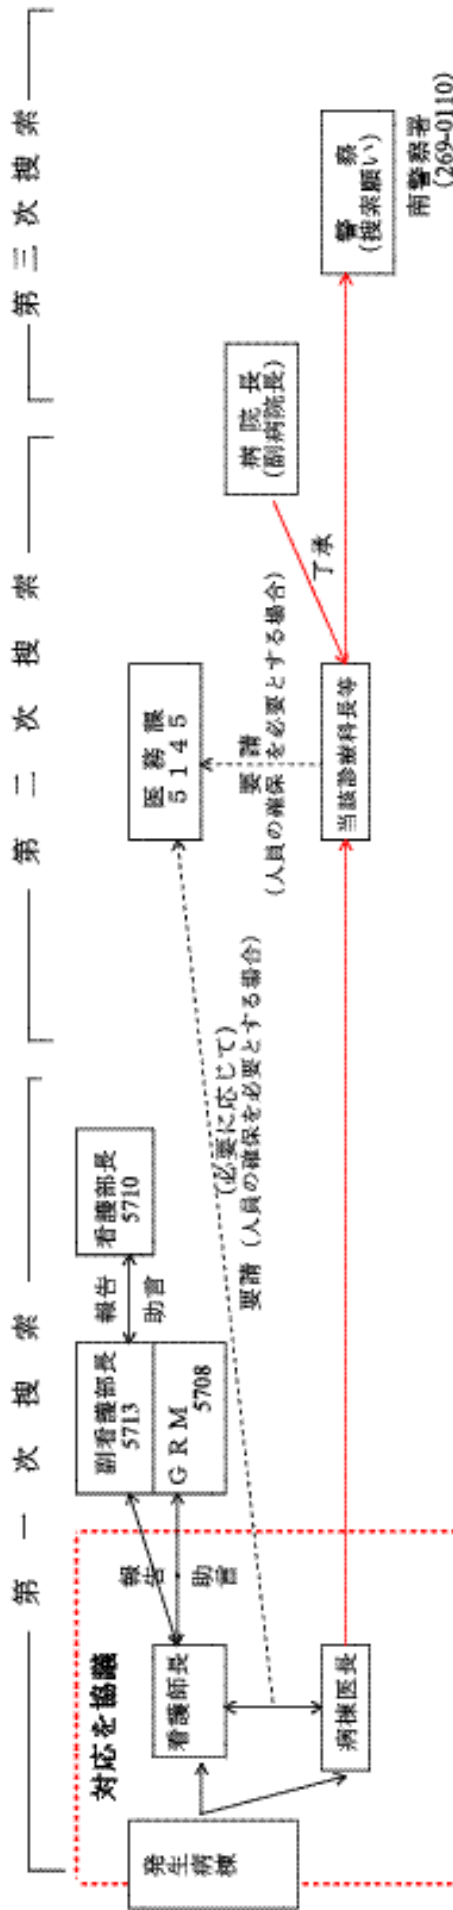 第一次捜索
第二次捜索
第三次捜索
対応を協議
発生病棟
看護師長
病棟医長
報告・助言
副看護部長
5713
GRM
5708
報告
助言
看護部長
5710
(必要に応じて)
要請(人員の確保を必要とする場合)
医務課
5145
要請
(人員の確保を必要とする場合)
当該診療科長等
病院長
(副病院長)
了承
警察
(捜索願い)
南警察署
(269-0110)